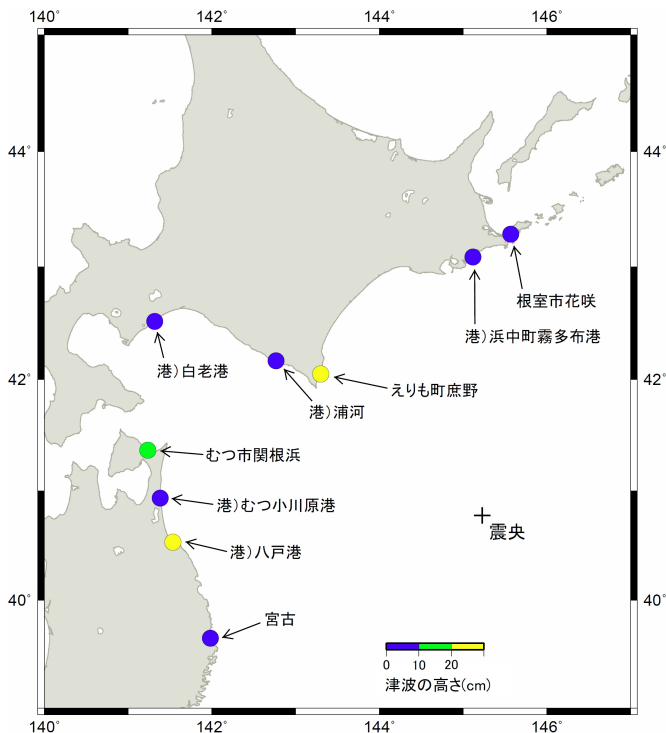 140° 142° 144° 146°
44°
44°
根室市花咲
港)浜中町霧多布港
港)白老港
42°
42°
えりも町庶野
港)浦河
むつ市関根浜
港)むつ小川原港
震央
港)八戸港
40°
40°
宮古
0 10 20
津波の高さ(cm)
140° 142° 144° 146°